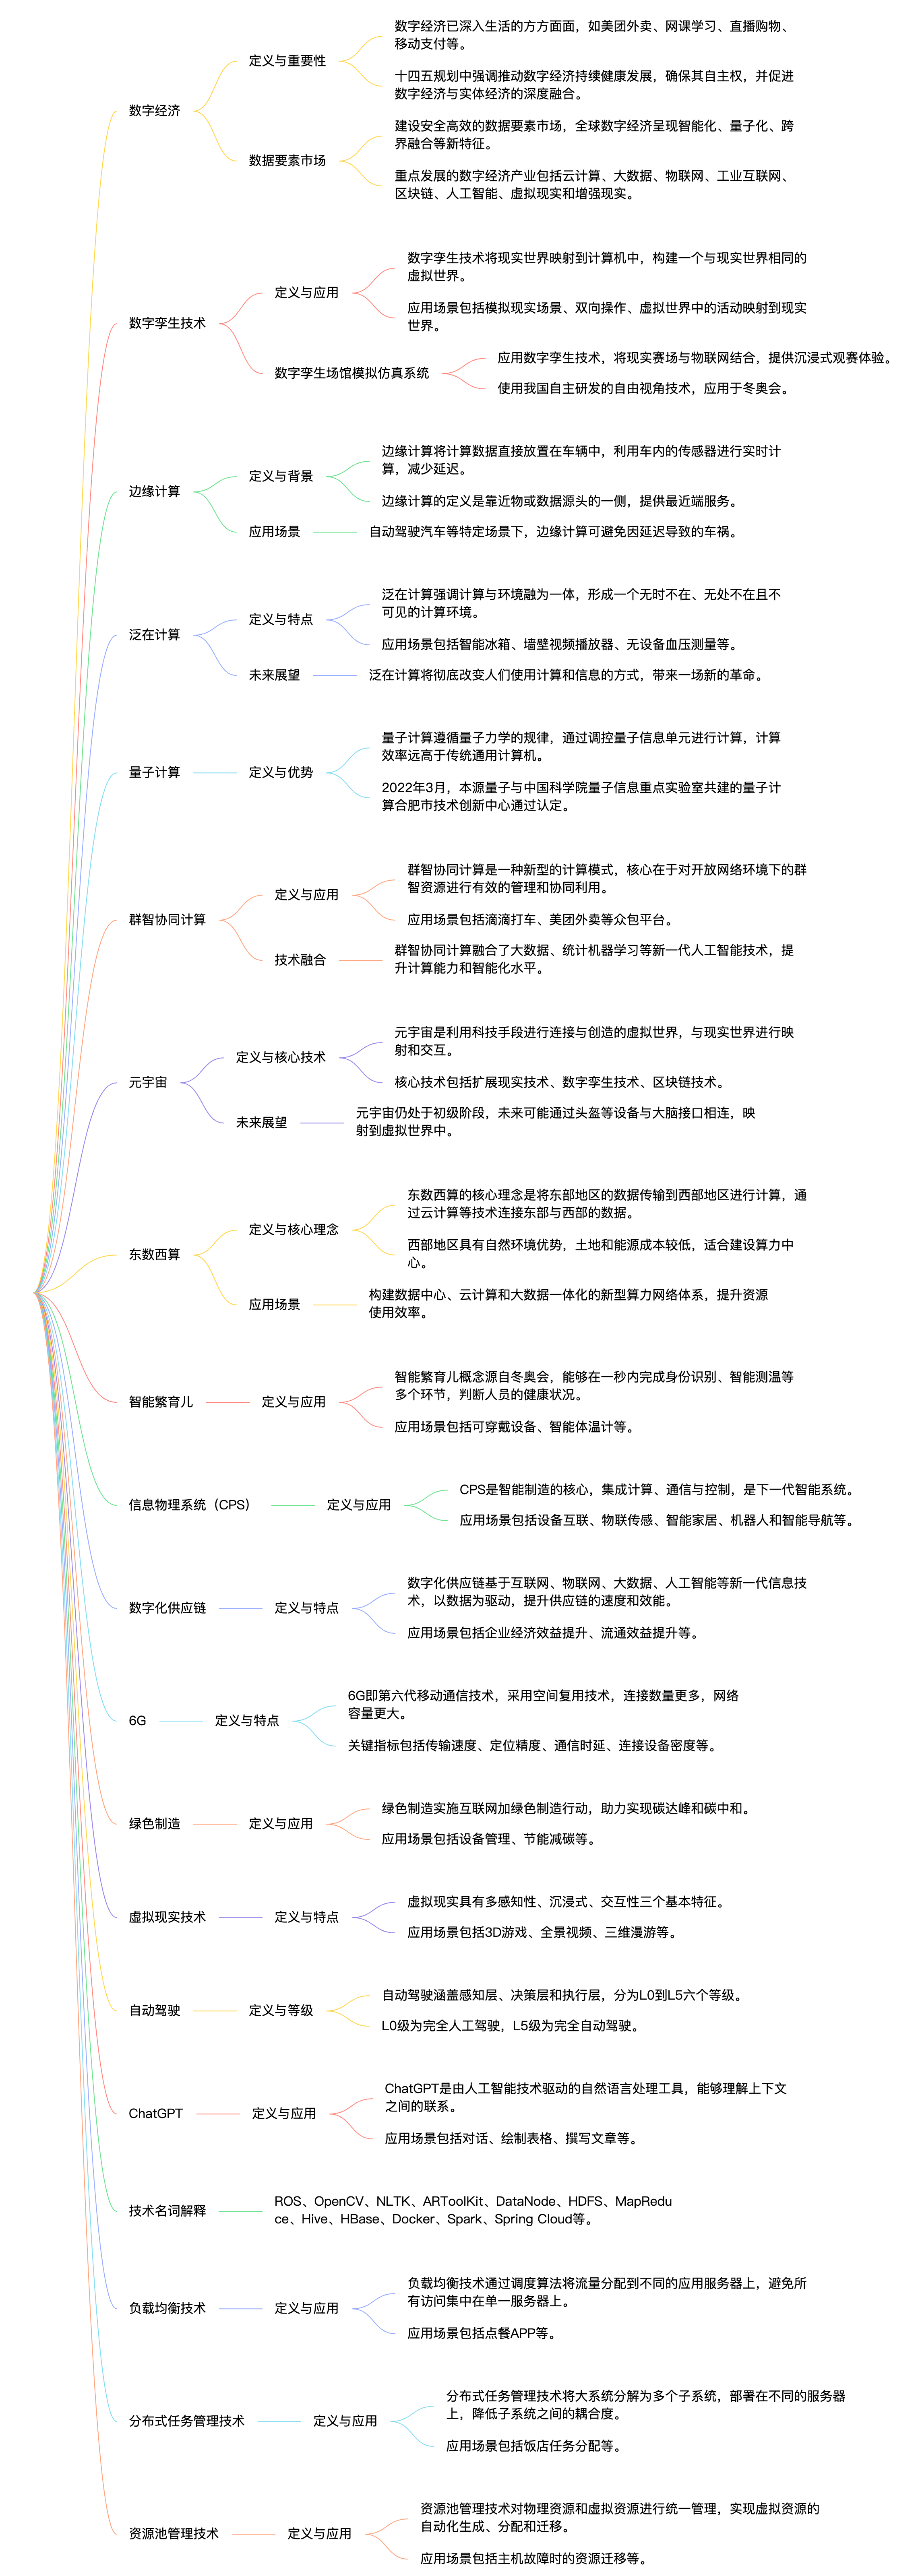 数字经济
定义与重要性
数字经济已深入生活的方方面面，如美团外卖、网课学习、直播购物、
移动支付等。
十四五规划中强调推动数字经济持续健康发展，确保其自主权，并促进
数字经济与实体经济的深度融合。
数据要素市场
建设安全高效的数据要素市场，全球数字经济呈现智能化、量子化、跨
界融合等新特征。
重点发展的数字经济产业包括云计算、大数据、物联网、工业互联网、
区块链、人工智能、虚拟现实和增强现实。
数字孪生技术
定义与应用
数字孪生技术将现实世界映射到计算机中，构建一个与现实世界相同的
虚拟世界。
应用场景包括模拟现实场景、双向操作、虚拟世界中的活动映射到现实
世界。
数字孪生场馆模拟仿真系统
应用数字孪生技术，将现实赛场与物联网结合，提供沉浸式观赛体验。
使用我国自主研发的自由视角技术，应用于冬奥会。
边缘计算
定义与背景
边缘计算将计算数据直接放置在车辆中，利用车内的传感器进行实时计
算，减少延迟。
边缘计算的定义是靠近物或数据源头的一侧，提供最近端服务。
应用场景
自动驾驶汽车等特定场景下，边缘计算可避免因延迟导致的车祸。
泛在计算
定义与特点
泛在计算强调计算与环境融为一体，形成一个无时不在、无处不在且不
可见的计算环境。
应用场景包括智能冰箱、墙壁视频播放器、无设备血压测量等。
未来展望
泛在计算将彻底改变人们使用计算和信息的方式，带来一场新的革命。
量子计算
定义与优势
量子计算遵循量子力学的规律，通过调控量子信息单元进行计算，计算
效率远高于传统通用计算机。
2022年3月，本源量子与中国科学院量子信息重点实验室共建的量子计
算合肥市技术创新中心通过认定。
群智协同计算
定义与应用
群智协同计算是一种新型的计算模式，核心在于对开放网络环境下的群
智资源进行有效的管理和协同利用。
应用场景包括滴滴打车、美团外卖等众包平台。
技术融合
群智协同计算融合了大数据、统计机器学习等新一代人工智能技术，提
升计算能力和智能化水平。
元宇宙
定义与核心技术
元宇宙是利用科技手段进行连接与创造的虚拟世界，与现实世界进行映
射和交互。
核心技术包括扩展现实技术、数字孪生技术、区块链技术。
未来展望
元宇宙仍处于初级阶段，未来可能通过头盔等设备与大脑接口相连，映
射到虚拟世界中。
东数西算
定义与核心理念
东数西算的核心理念是将东部地区的数据传输到西部地区进行计算，通
过云计算等技术连接东部与西部的数据。
西部地区具有自然环境优势，土地和能源成本较低，适合建设算力中
心。
应用场景
构建数据中心、云计算和大数据一体化的新型算力网络体系，提升资源
使用效率。
智能繁育儿
定义与应用
智能繁育儿概念源自冬奥会，能够在一秒内完成身份识别、智能测温等
多个环节，判断人员的健康状况。
应用场景包括可穿戴设备、智能体温计等。
信息物理系统（CPS）
定义与应用
CPS是智能制造的核心，集成计算、通信与控制，是下一代智能系统。
应用场景包括设备互联、物联传感、智能家居、机器人和智能导航等。
数字化供应链
定义与特点
数字化供应链基于互联网、物联网、大数据、人工智能等新一代信息技
术，以数据为驱动，提升供应链的速度和效能。
应用场景包括企业经济效益提升、流通效益提升等。
6G
定义与特点
6G即第六代移动通信技术，采用空间复用技术，连接数量更多，网络
容量更大。
关键指标包括传输速度、定位精度、通信时延、连接设备密度等。
绿色制造
定义与应用
绿色制造实施互联网加绿色制造行动，助力实现碳达峰和碳中和。
应用场景包括设备管理、节能减碳等。
虚拟现实技术
定义与特点
虚拟现实具有多感知性、沉浸式、交互性三个基本特征。
应用场景包括3D游戏、全景视频、三维漫游等。
自动驾驶
定义与等级
自动驾驶涵盖感知层、决策层和执行层，分为L0到L5六个等级。
L0级为完全人工驾驶，L5级为完全自动驾驶。
ChatGPT
定义与应用
ChatGPT是由人工智能技术驱动的自然语言处理工具，能够理解上下文
之间的联系。
应用场景包括对话、绘制表格、撰写文章等。
技术名词解释
ROS、OpenCV、NLTK、ARToolKit、DataNode、HDFS、MapRedu
ce、Hive、HBase、Docker、Spark、Spring Cloud等。
负载均衡技术
定义与应用
负载均衡技术通过调度算法将流量分配到不同的应用服务器上，避免所
有访问集中在单一服务器上。
应用场景包括点餐APP等。
分布式任务管理技术
定义与应用
分布式任务管理技术将大系统分解为多个子系统，部署在不同的服务器
上，降低子系统之间的耦合度。
应用场景包括饭店任务分配等。
资源池管理技术
定义与应用
资源池管理技术对物理资源和虚拟资源进行统一管理，实现虚拟资源的
自动化生成、分配和迁移。
应用场景包括主机故障时的资源迁移等。